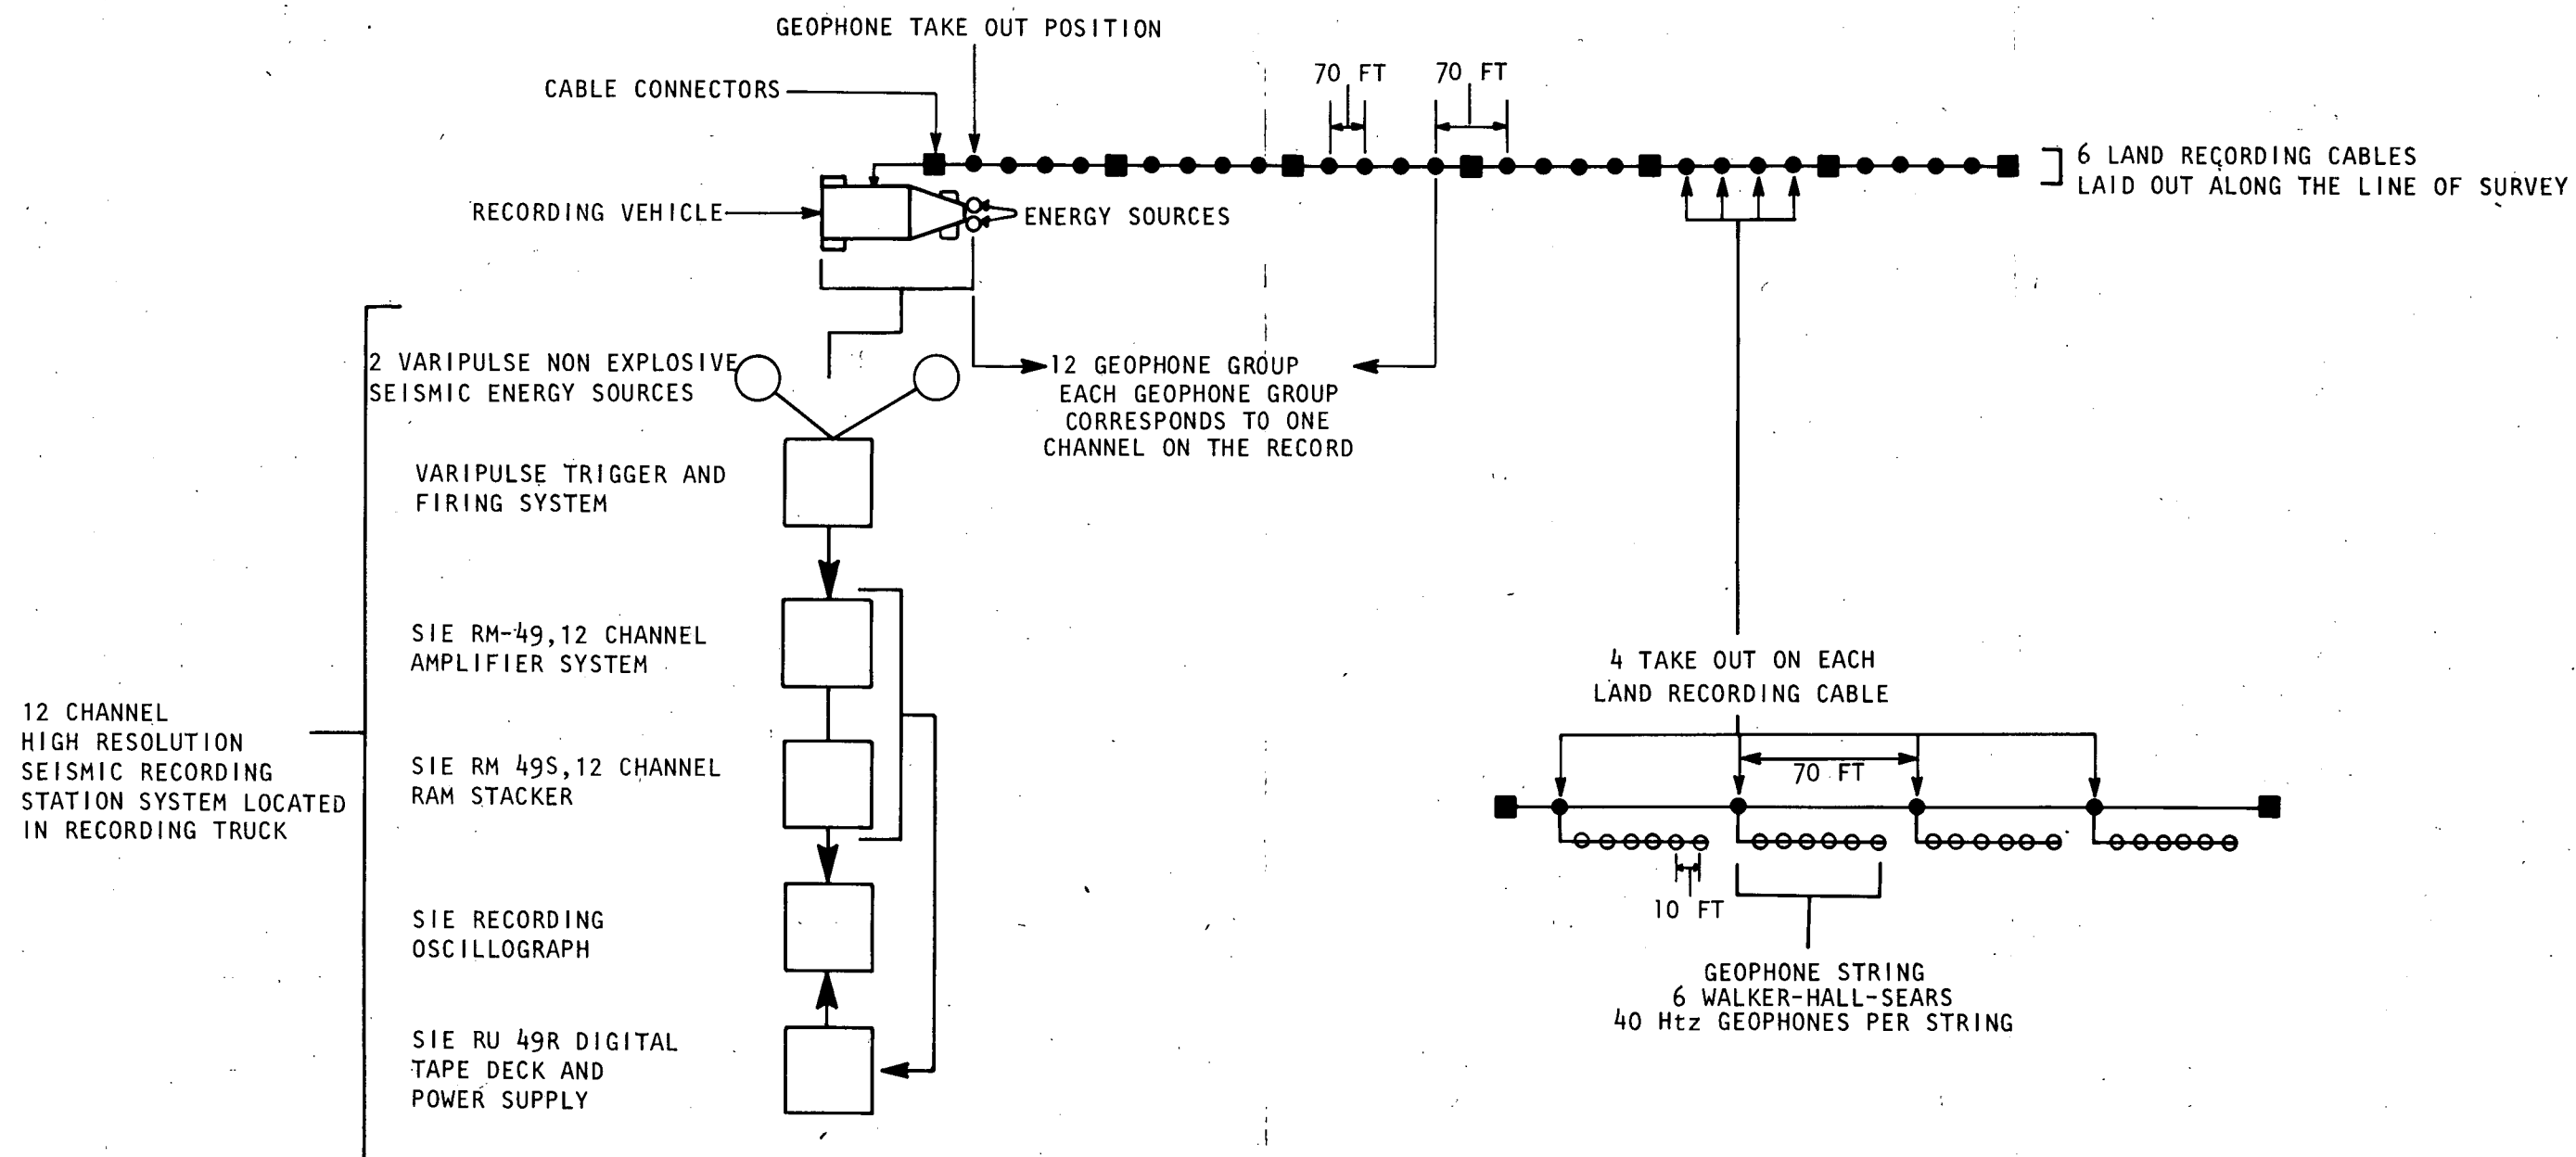 GEOPHONE TAKE OUT POSITION
CABLE CONNECTORS
70 FT
70 FT
6 LAND RECORDING CABLES
LAID OUT ALONG THE LINE OF SURVEY
RECORDING VEHICLE
ENERGY SOURCES
2 VARIPULSE NON EXPLOSIVE
SEISMIC ENERGY SOURCES
12 GEOPHONE GROUP
EACH GEOPHONE GROUP
CORRESPONDS TO ONE
CHANNEL ON THE RECORD
VARIPULSE TRIGGER AND
FIRING SYSTEM
SIE RM-49,12 CHANNEL
AMPLIFIER SYSTEM
4 TAKE OUT ON EACH
LAND RECORDING CABLE
12 CHANNEL
HIGH RESOLUTION
SEISMIC RECORDING
STATION SYSTEM LOCATED
IN RECORDING TRUCK
SIE RM 49S,12 CHANNEL
RAM STACKER
70 FT
10 FT
SIE RECORDING
OSCILLOGRAPH
GEOPHONE STRING
6 WALKER-HALL-SEARS
40 Htz GEOPHONES PER STRING
SIE RU 49R DIGITAL
TAPE DECK AND
POWER SUPPLY